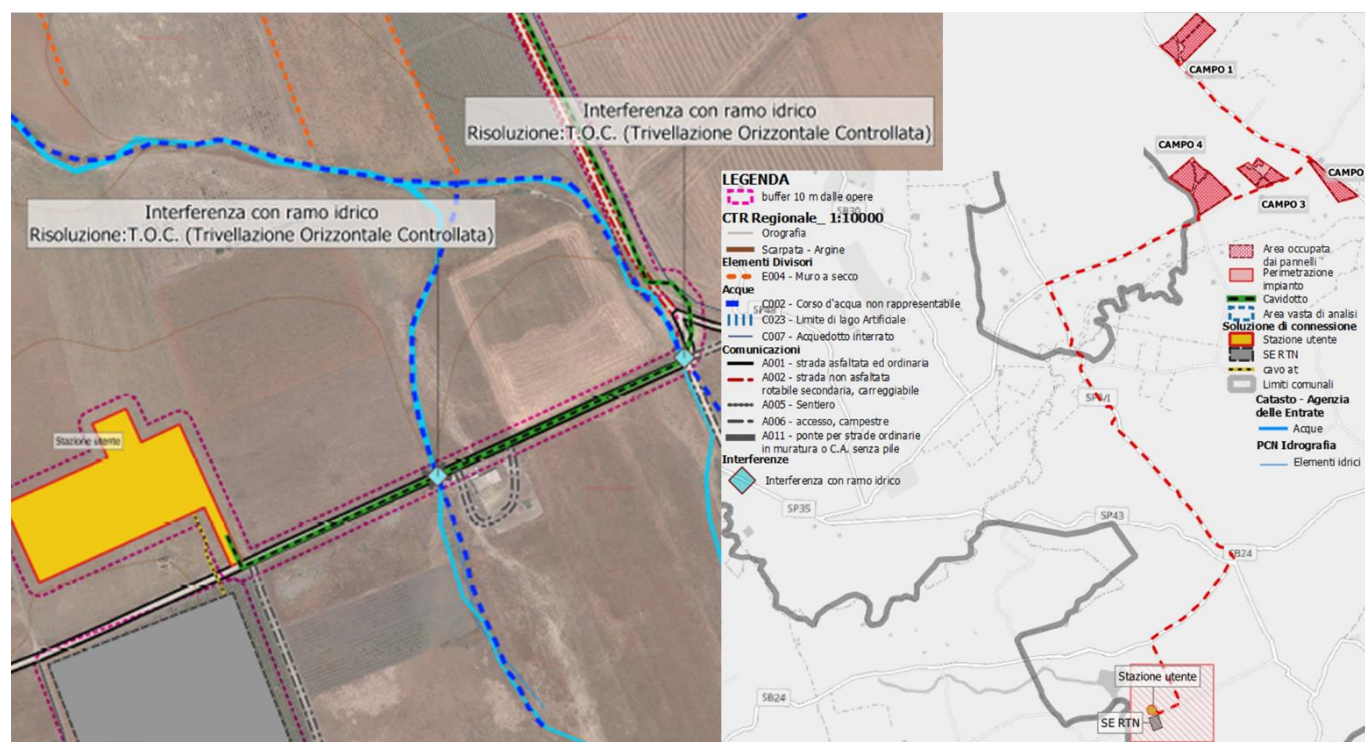 Interferenza con ramo idrico
Risoluzione:T.O.C. (Trivellazione Orizzontale Controllata)
Interferenza con ramo idrico
Risoluzione:T.O.C. (Trivellazione Orizzontale Controllata)
Stazione utente
SP48
LEGENDA
buffer 10 m dalle opere
CTR Regionale_ 1:10000
Orografia
Scarpata - Argine
Elementi Divisori
E004 - Muro a secco
Acque
C002 - Corso d'acqua non rappresentabile
C023 - Limite di lago Artificiale
C007 - Acquedotto interrato
Comunicazioni
A001 - strada asfaltata ed ordinaria
A002 - strada non asfaltata
rotabile secondaria, carreggiabile
A005 - Sentiero
A006 - accesso, campestre
A011 - ponte per strade ordinarie
in muratura o C.A. senza pile
Interferenze
Interferenza con ramo idrico
CAMPO 1
CAMPO 4
CAMPO
CAMPO 3
SB30
Area occupata
dai pannelli
Perimetrazione
impianto
Cavidotto
Area vasta di analisi
Soluzione di connessione
Stazione utente
SE RTN
cavo at
Limiti comunali
Catasto - Agenzia
delle Entrate
Acque
PCN Idrografia
Elementi idrici
SP35
SP43
SB24
SB24
Stazione utente
SE RTN